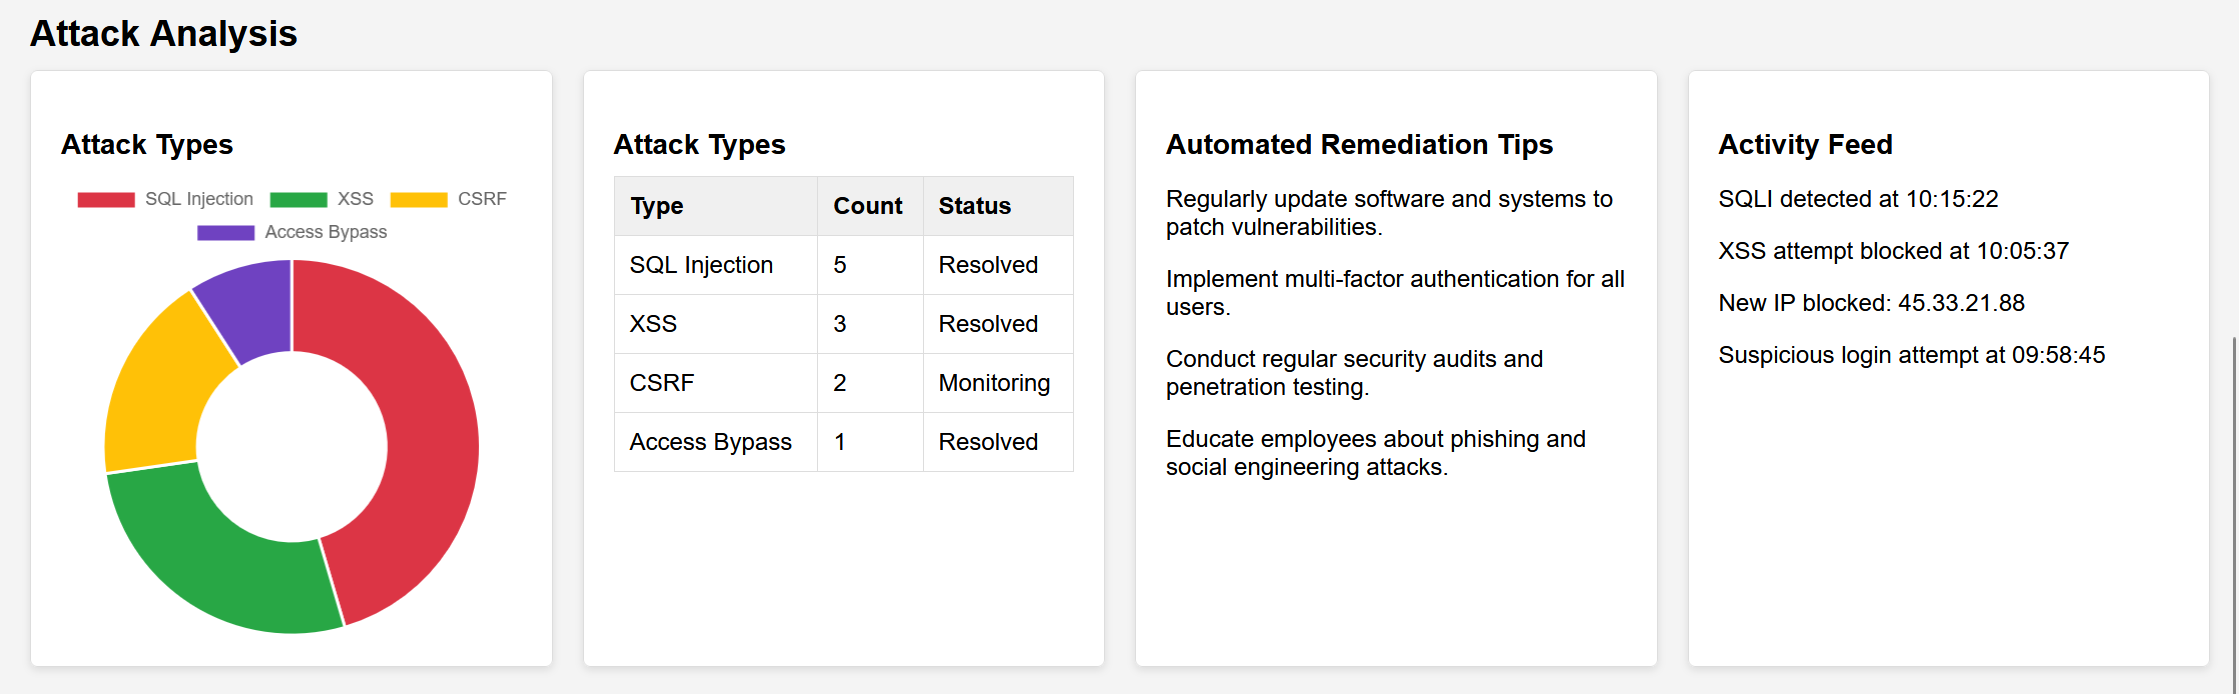 Attack Analysis
Attack Types
SQL Injection XSS CSRF
Access Bypass
Attack Types
Type Count Status
SQL Injection 5 Resolved
XSS 3 Resolved
CSRF 2 Monitoring
Access Bypass 1 Resolved
Automated Remediation Tips
Regularly update software and systems to
patch vulnerabilities.
Implement multi-factor authentication for all
users.
Conduct regular security audits and
penetration testing.
Educate employees about phishing and
social engineering attacks.
Activity Feed
SQLI detected at 10:15:22
XSS attempt blocked at 10:05:37
New IP blocked: 45.33.21.88
Suspicious login attempt at 09:58:45